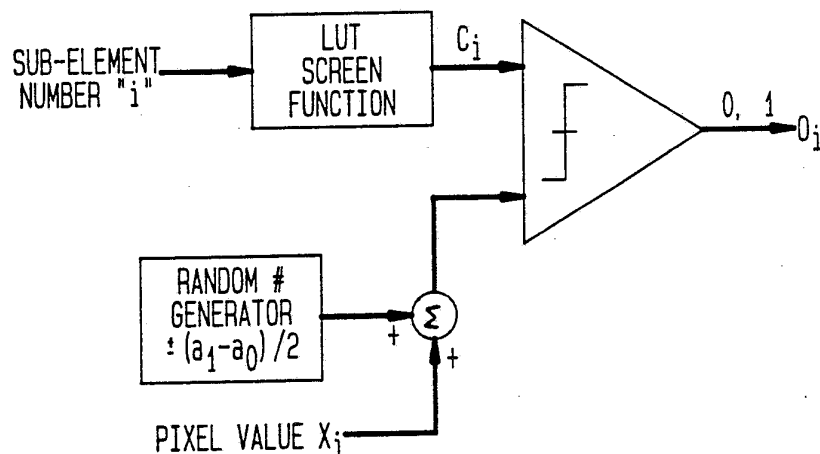 SUB-ELEMENT
NUMBER "i"
LUT
SCREEN
FUNCTION
Ci
0, 1
Oi
RANDOM #
GENERATOR
±(a1-a0)/2
Σ
+
+
PIXEL VALUE Xi